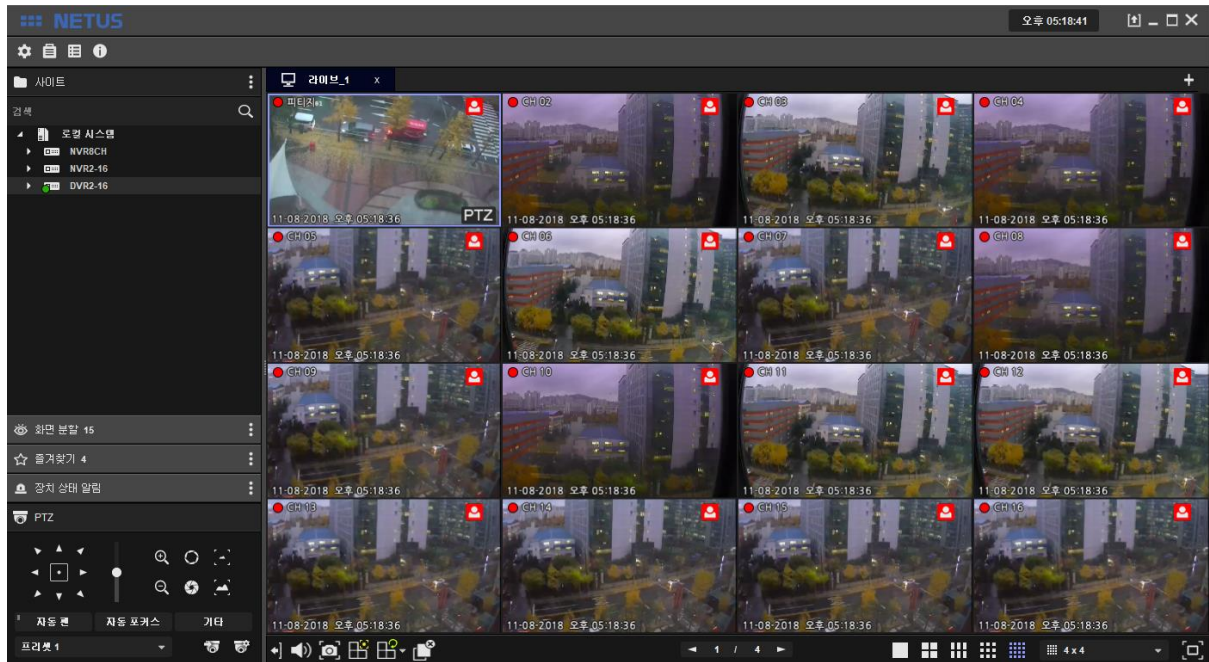 NETUS
오후 05:18:41
사이트
라이브_1 x
검색
로컬 시스템
NVR8CH
NVR2-16
DVR2-16
피티지
CH 02
CH 03
CH 04
11-08-2018 오후 05:18:36
PTZ
11-08-2018 오후 05:18:36
11-08-2018 오후 05:18:36
11-08-2018 오후 05:18:36
CH 05
CH 06
CH 07
CH 08
11-08-2018 오후 05:18:36
11-08-2018 오후 05:18:36
11-08-2018 오후 05:18:36
11-08-2018 오후 05:18:36
CH 09
CH 10
CH 11
CH 12
11-08-2018 오후 05:18:36
11-08-2018 오후 05:18:36
11-08-2018 오후 05:18:36
11-08-2018 오후 05:18:36
CH 13
CH 14
CH 15
CH 16
11-08-2018 오후 05:18:36
11-08-2018 오후 05:18:36
11-08-2018 오후 05:18:36
11-08-2018 오후 05:18:36
화면 분할 15
즐겨찾기 4
장치 상태 알림
PTZ
자동 팬
자동 포커스
기타
프리셋 1
1 / 4
4 x 4